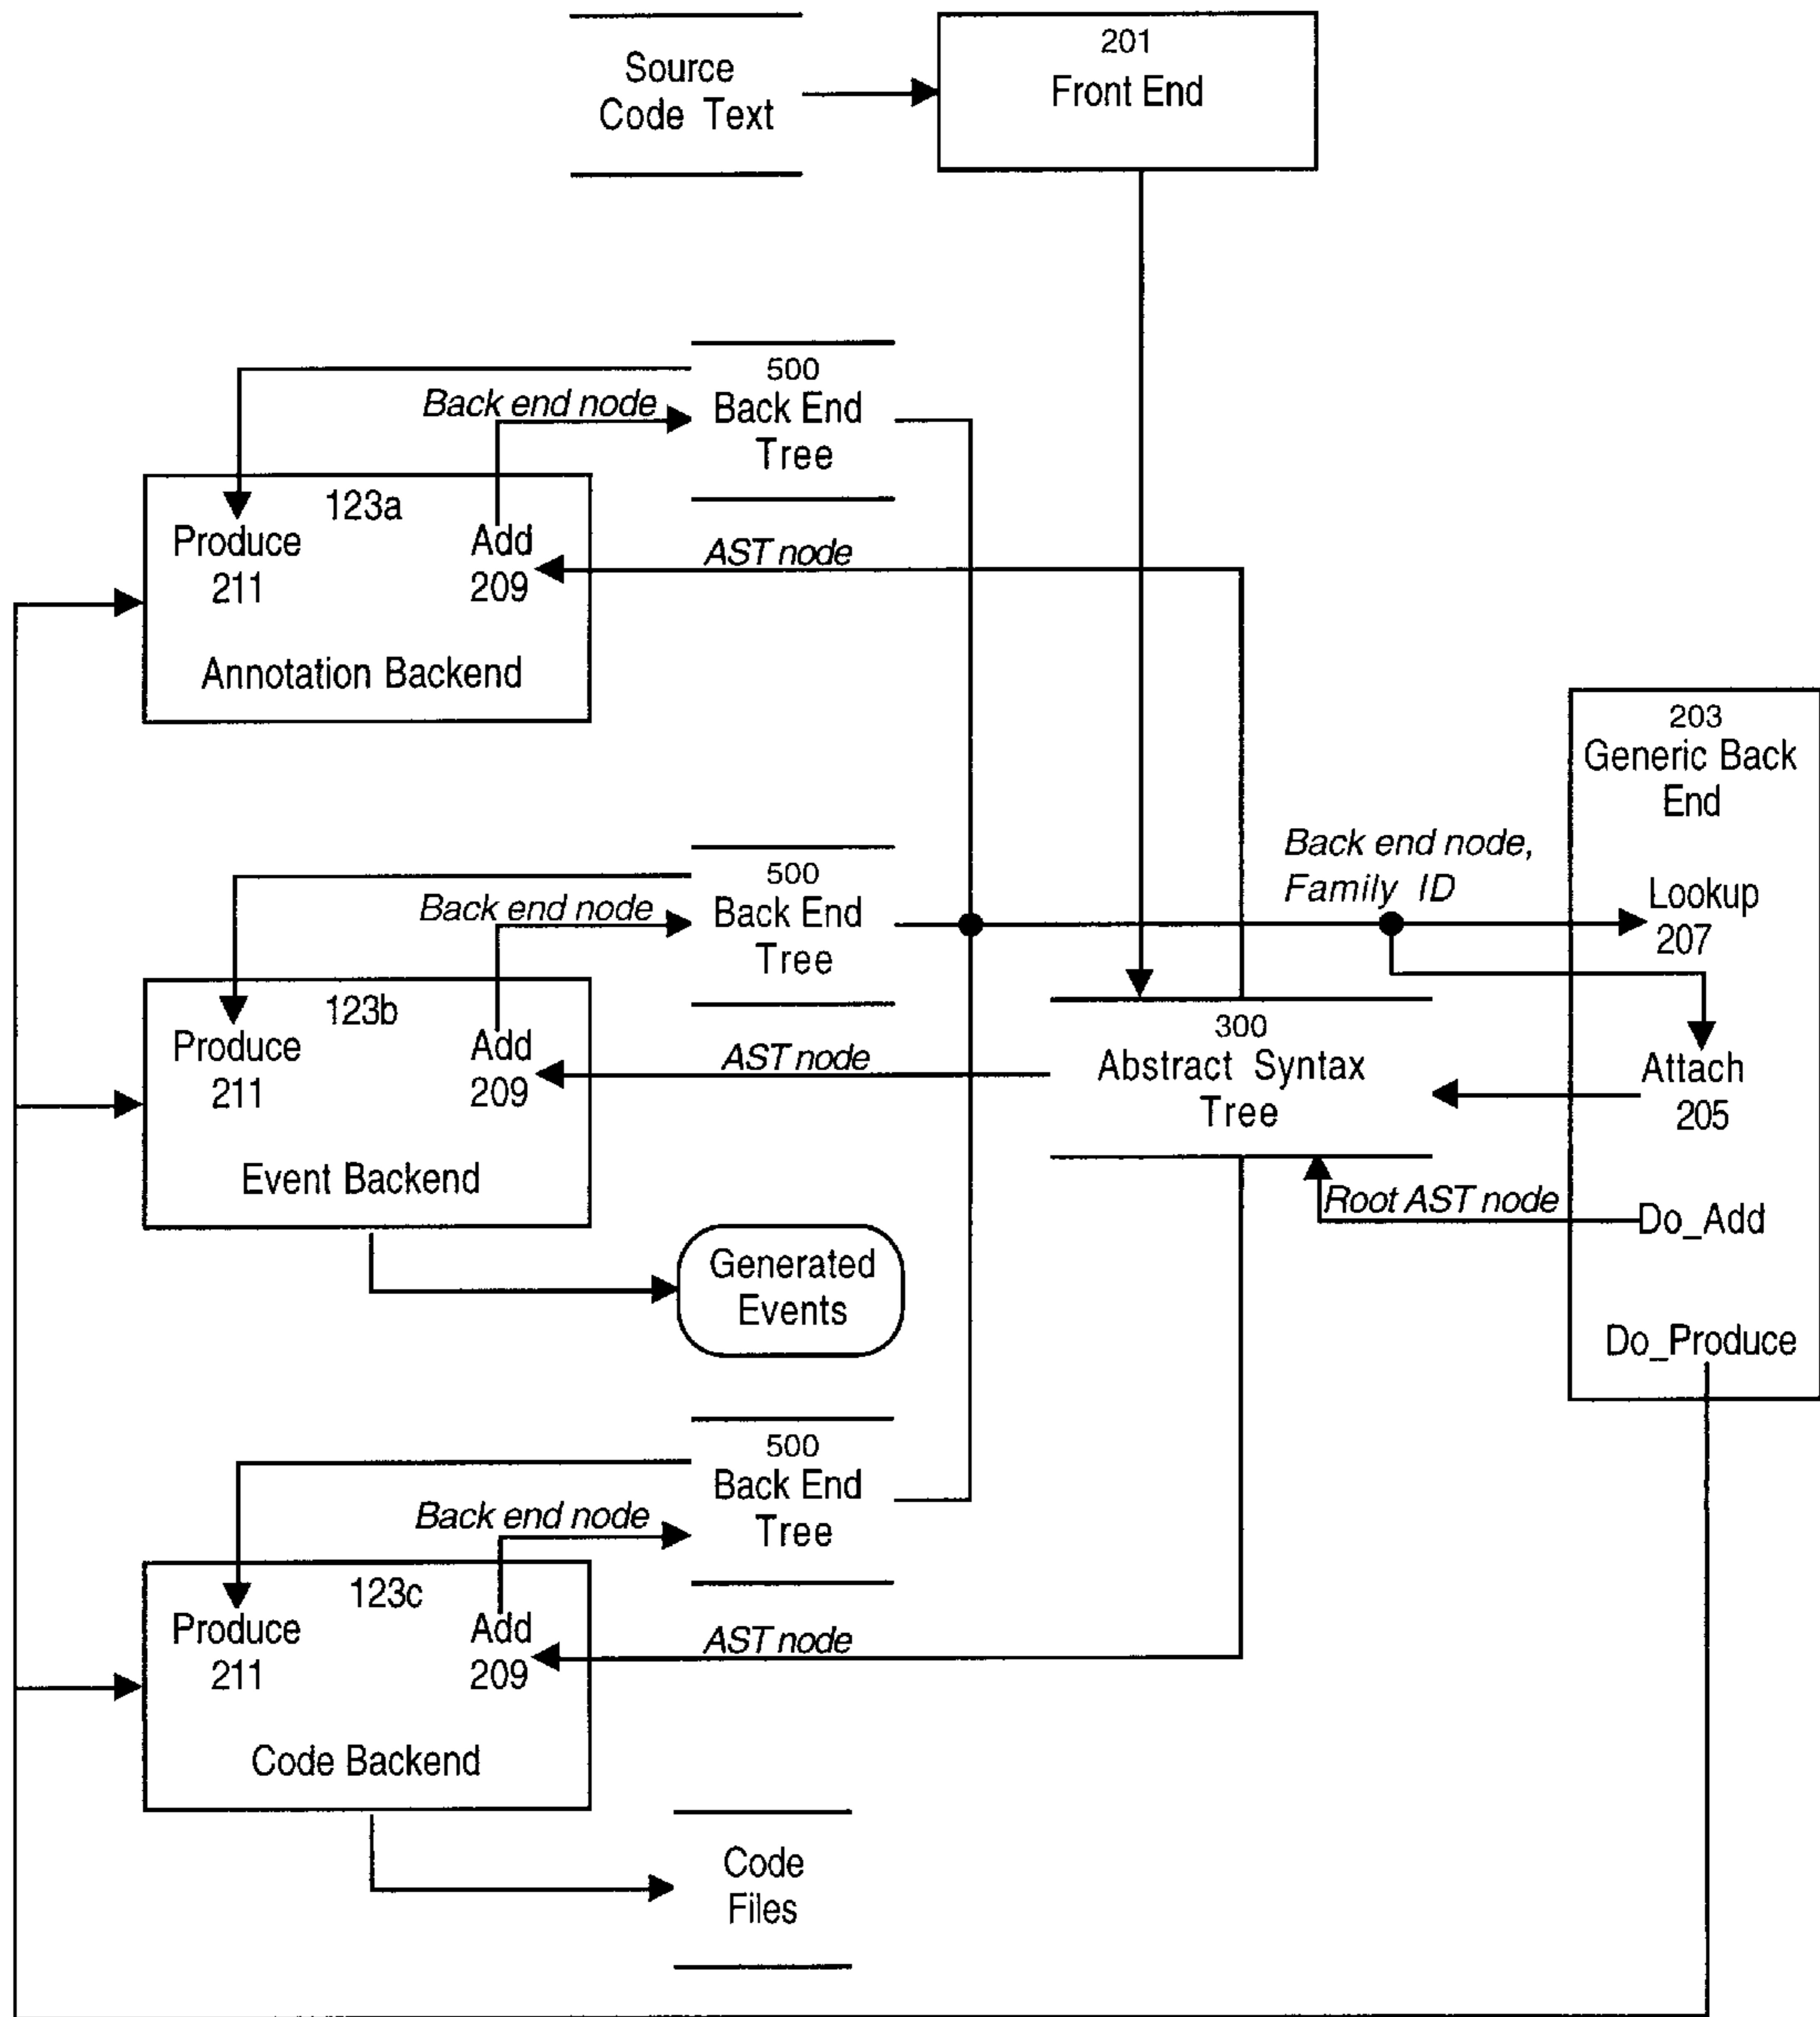 Source
Code Text
201
Front End
500
Back End
Tree
Back end node
123a
Produce
211
Add
209
AST node
Annotation Backend
203
Generic Back
End
Back end node,
Family ID
Lookup
207
500
Back End
Tree
Back end node
123b
Produce
211
Add
209
AST node
300
Abstract Syntax
Tree
Attach
205
Event Backend
Root AST node
Do_Add
Generated
Events
Do_Produce
500
Back End
Tree
Back end node
123c
Produce
211
Add
209
AST node
Code Backend
Code
Files